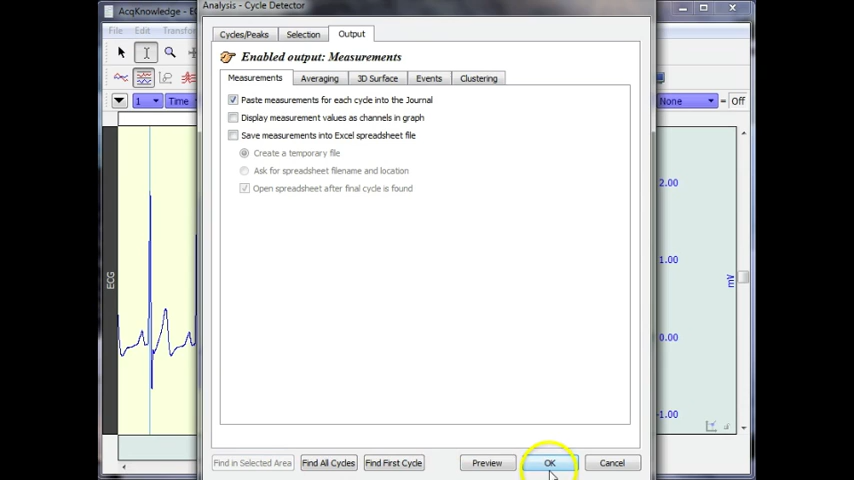 Analysis - Cycle Detector
AcqKnowledge - EC
File Edit Transfor
Cycles/Peaks Selection Output
Enabled output: Measurements
Measurements Averaging 3D Surface Events Clustering
1 Time
None Off
Paste measurements for each cycle into the Journal
Display measurement values as channels in graph
Save measurements into Excel spreadsheet file
Create a temporary file
Ask for spreadsheet filename and location
Open spreadsheet after final cycle is found
ECG
2.00
1.00
mV
0.00
-1.00
Find in Selected Area Find All Cycles Find First Cycle Preview OK Cancel